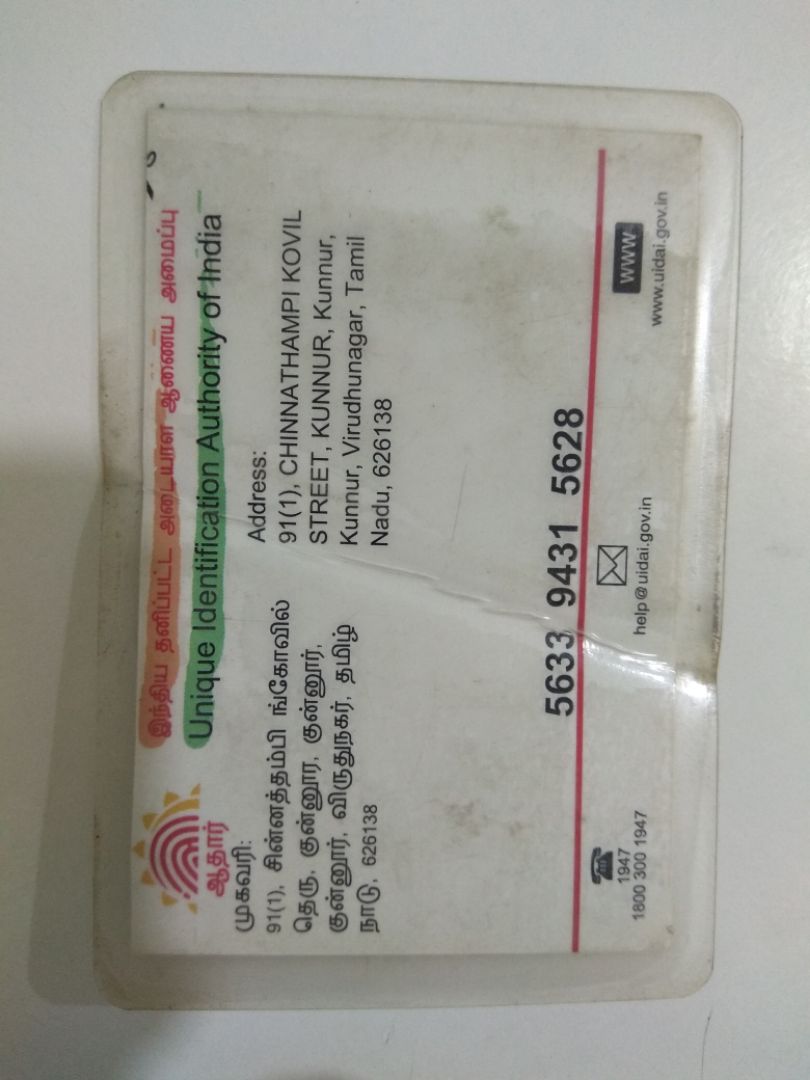 இந்திய தனிப்பட்ட அடையாள ஆணைய அமைப்பு
Unique Identification Authority of India
ஆதார்
முகவரி:
91(1), சின்னத்தம்பி ங்கோவில்
தெரு, குன்னூர, குன்னூர்,
குன்னூர், விருதுநகர், தமிழ்
நாடு, 626138
Address:
91(1), CHINNATHAMPI KOVIL
STREET, KUNNUR, Kunnur,
Kunnur, Virudhunagar, Tamil
Nadu, 626138
5633 9431 5628
1947
1800 300 1947
help@uidai.gov.in
WWW
www.uidai.gov.in